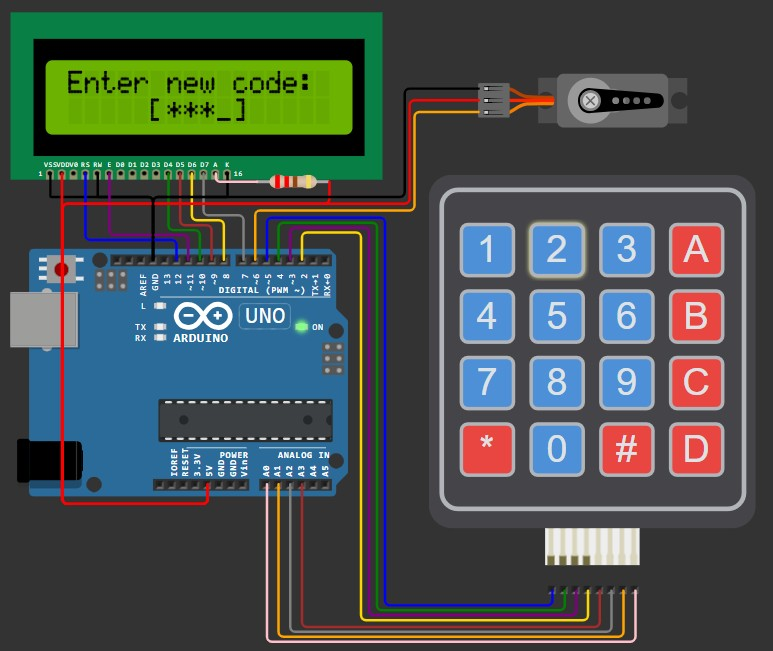 Enter new code:
[***_]
VSS VDD V0 RS RW E D0 D1 D2 D3 D4 D5 D6 D7 A K
1 16
1 2 3 A
4 5 6 B
7 8 9 C
* 0 # D
AREF GND 13 12 ~11 ~10 ~9 8 7 ~6 ~5 4 ~3 2 TX→1 RX←0
DIGITAL (PWM ~)
L
TX
RX
UNO
ON
ARDUINO
IOREF RESET 3.3V 5V GND GND Vin
POWER
ANALOG IN
A0 A1 A2 A3 A4 A5